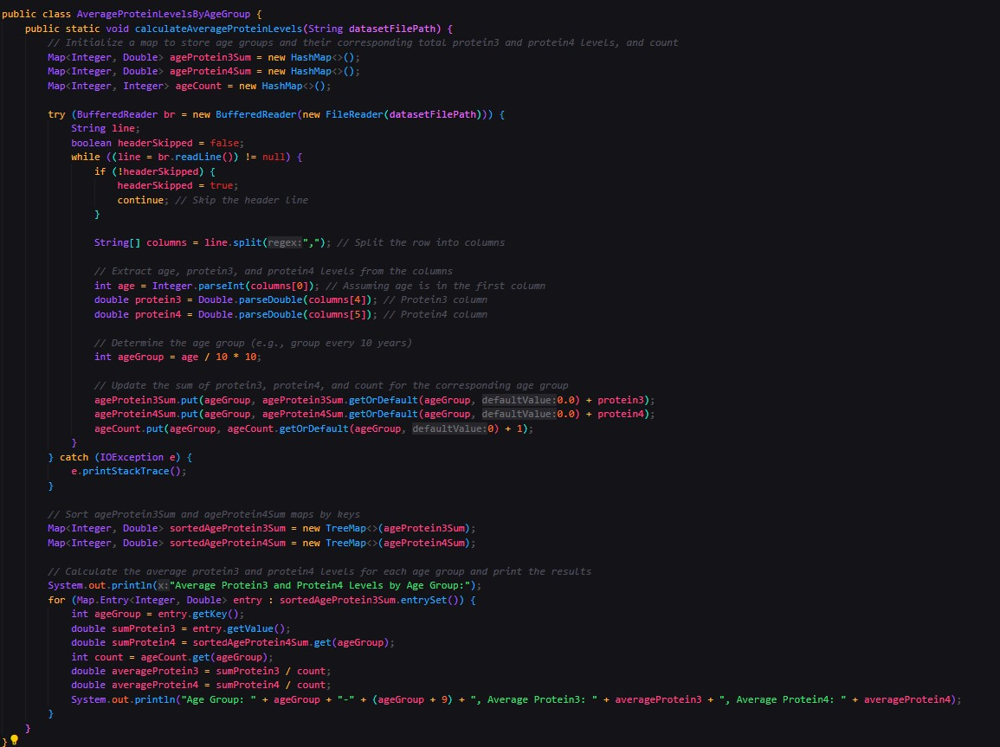 public class AverageProteinLevelsByAgeGroup {
    public static void calculateAverageProteinLevels(String datasetFilePath) {
        // Initialize a map to store age groups and their corresponding total protein3 and protein4 levels, and count
        Map<Integer, Double> ageProtein3Sum = new HashMap<>();
        Map<Integer, Double> ageProtein4Sum = new HashMap<>();
        Map<Integer, Integer> ageCount = new HashMap<>();

        try (BufferedReader br = new BufferedReader(new FileReader(datasetFilePath))) {
            String line;
            boolean headerSkipped = false;
            while ((line = br.readLine()) != null) {
                if (!headerSkipped) {
                    headerSkipped = true;
                    continue; // Skip the header line
                }

                String[] columns = line.split(regex:","); // Split the row into columns

                // Extract age, protein3, and protein4 levels from the columns
                int age = Integer.parseInt(columns[0]); // Assuming age is in the first column
                double protein3 = Double.parseDouble(columns[4]); // Protein3 column
                double protein4 = Double.parseDouble(columns[5]); // Protein4 column

                // Determine the age group (e.g., group every 10 years)
                int ageGroup = age / 10 * 10;

                // Update the sum of protein3, protein4, and count for the corresponding age group
                ageProtein3Sum.put(ageGroup, ageProtein3Sum.getOrDefault(ageGroup, defaultValue:0.0) + protein3);
                ageProtein4Sum.put(ageGroup, ageProtein4Sum.getOrDefault(ageGroup, defaultValue:0.0) + protein4);
                ageCount.put(ageGroup, ageCount.getOrDefault(ageGroup, defaultValue:0) + 1);
            }
        } catch (IOException e) {
            e.printStackTrace();
        }

        // Sort ageProtein3Sum and ageProtein4Sum maps by keys
        Map<Integer, Double> sortedAgeProtein3Sum = new TreeMap<>(ageProtein3Sum);
        Map<Integer, Double> sortedAgeProtein4Sum = new TreeMap<>(ageProtein4Sum);

        // Calculate the average protein3 and protein4 levels for each age group and print the results
        System.out.println(x:"Average Protein3 and Protein4 Levels by Age Group:");
        for (Map.Entry<Integer, Double> entry : sortedAgeProtein3Sum.entrySet()) {
            int ageGroup = entry.getKey();
            double sumProtein3 = entry.getValue();
            double sumProtein4 = sortedAgeProtein4Sum.get(ageGroup);
            int count = ageCount.get(ageGroup);
            double averageProtein3 = sumProtein3 / count;
            double averageProtein4 = sumProtein4 / count;
            System.out.println("Age Group: " + ageGroup + "-" + (ageGroup + 9) + ", Average Protein3: " + averageProtein3 + ", Average Protein4: " + averageProtein4);
        }
    }
}